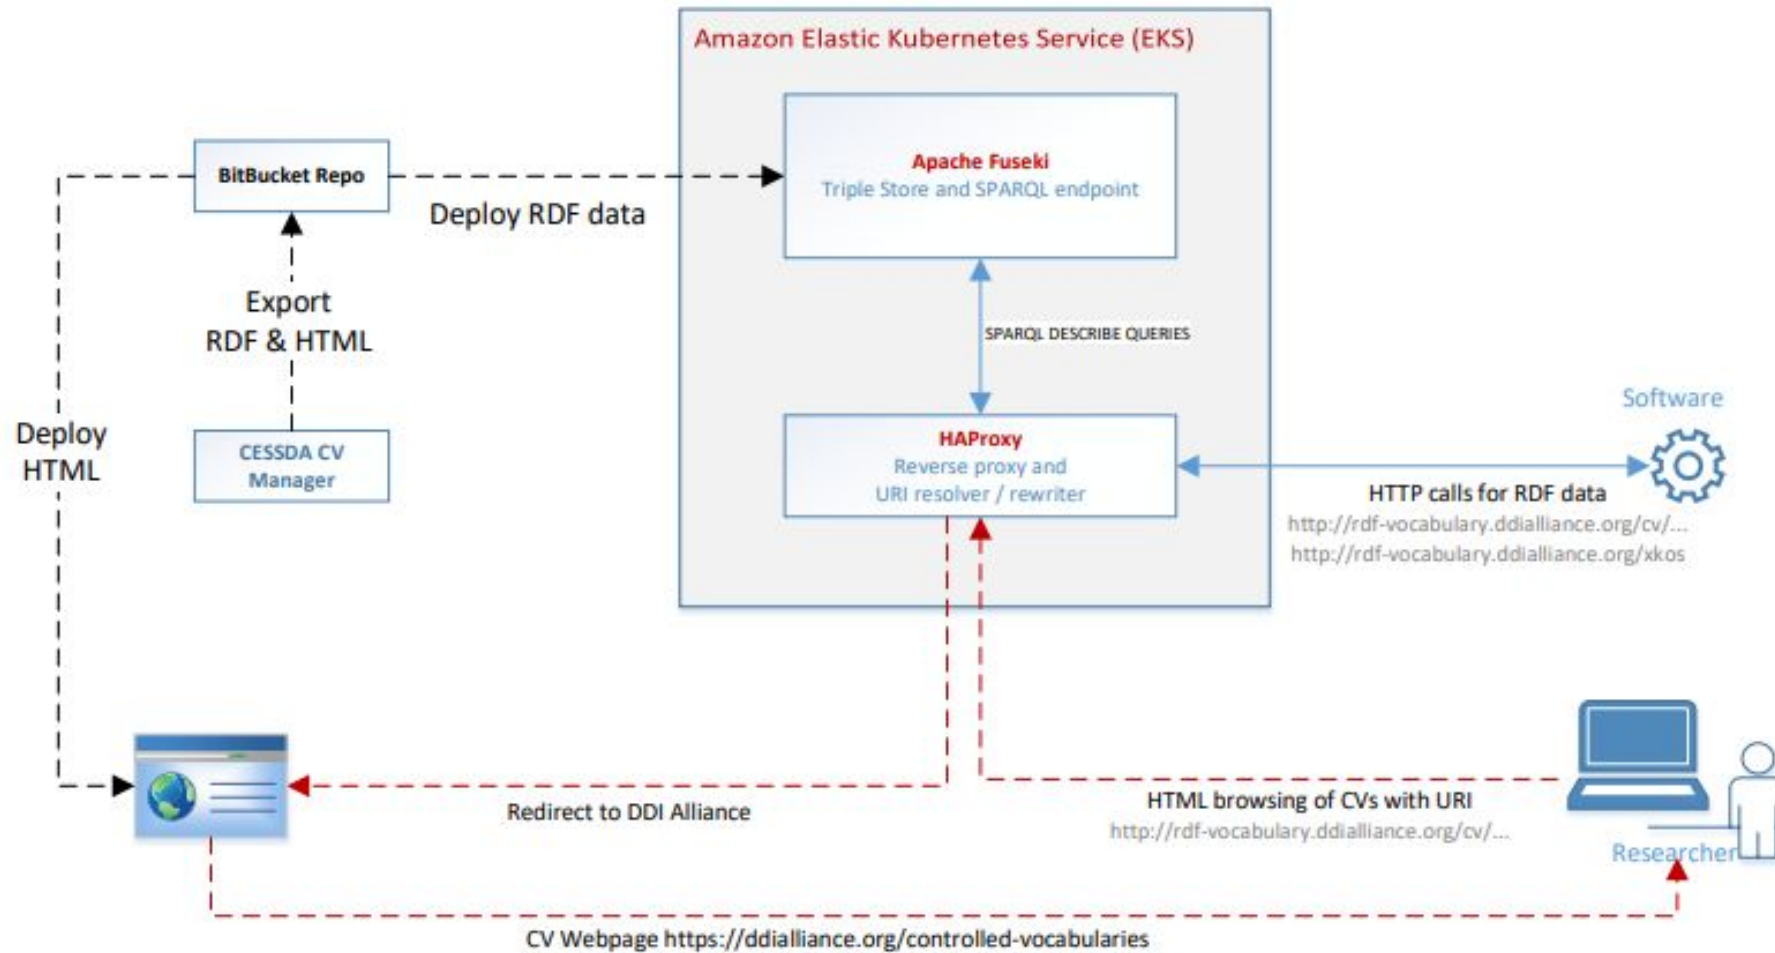 Amazon Elastic Kubernetes Service (EKS)
Apache Fuseki
Triple Store and SPARQL endpoint
BitBucket Repo
Deploy RDF data
Export
RDF & HTML
SPARQL DESCRIBE QUERIES
Deploy
HTML
CESSDA CV
Manager
HAProxy
Reverse proxy and
URI resolver / rewriter
Software
HTTP calls for RDF data
http://rdf-vocabulary.ddialliance.org/cv/...
http://rdf-vocabulary.ddialliance.org/xkos
Redirect to DDI Alliance
HTML browsing of CVs with URI
http://rdf-vocabulary.ddialliance.org/cv/...
Researcher
CV Webpage https://ddialliance.org/controlled-vocabularies